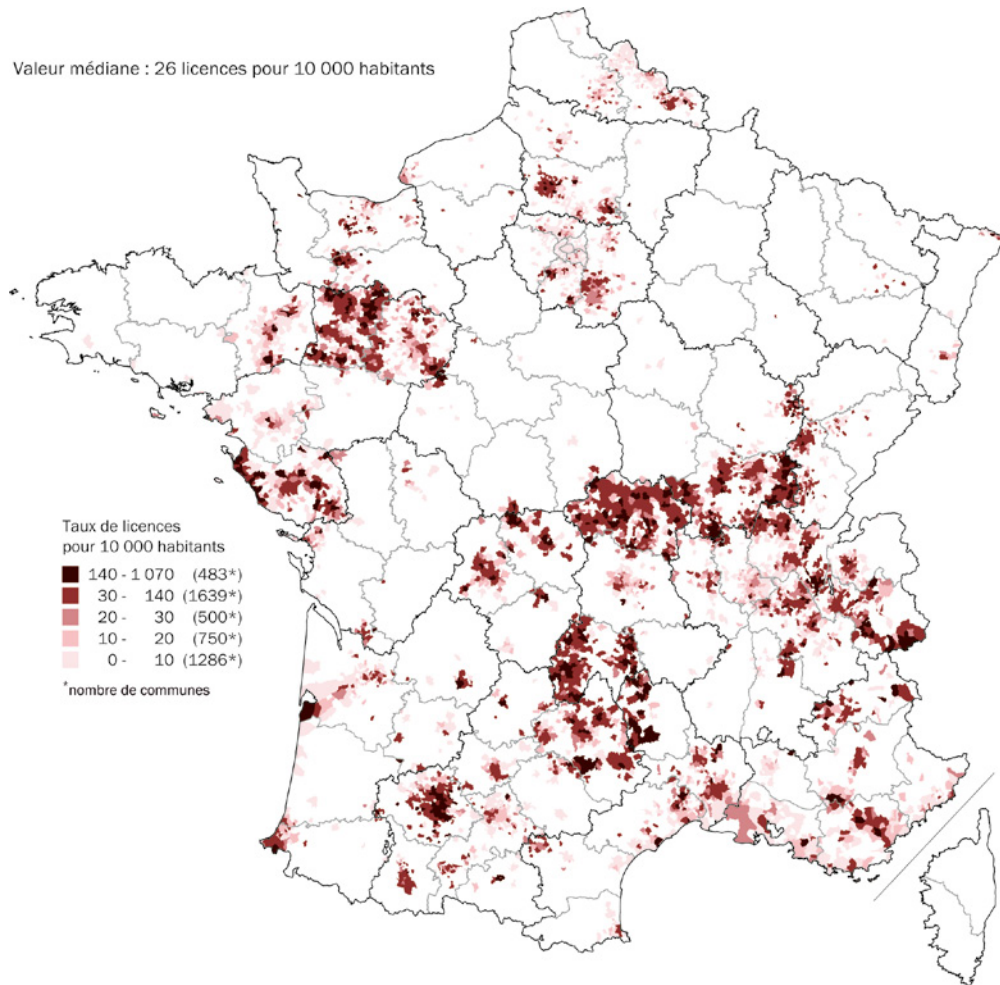 Valeur médiane : 26 licences pour 10 000 habitants
Taux de licences
pour 10 000 habitants
140 - 1 070 (483*)
30 - 140 (1639*)
20 - 30 (500*)
10 - 20 (750*)
0 - 10 (1286*)
*nombre de communes